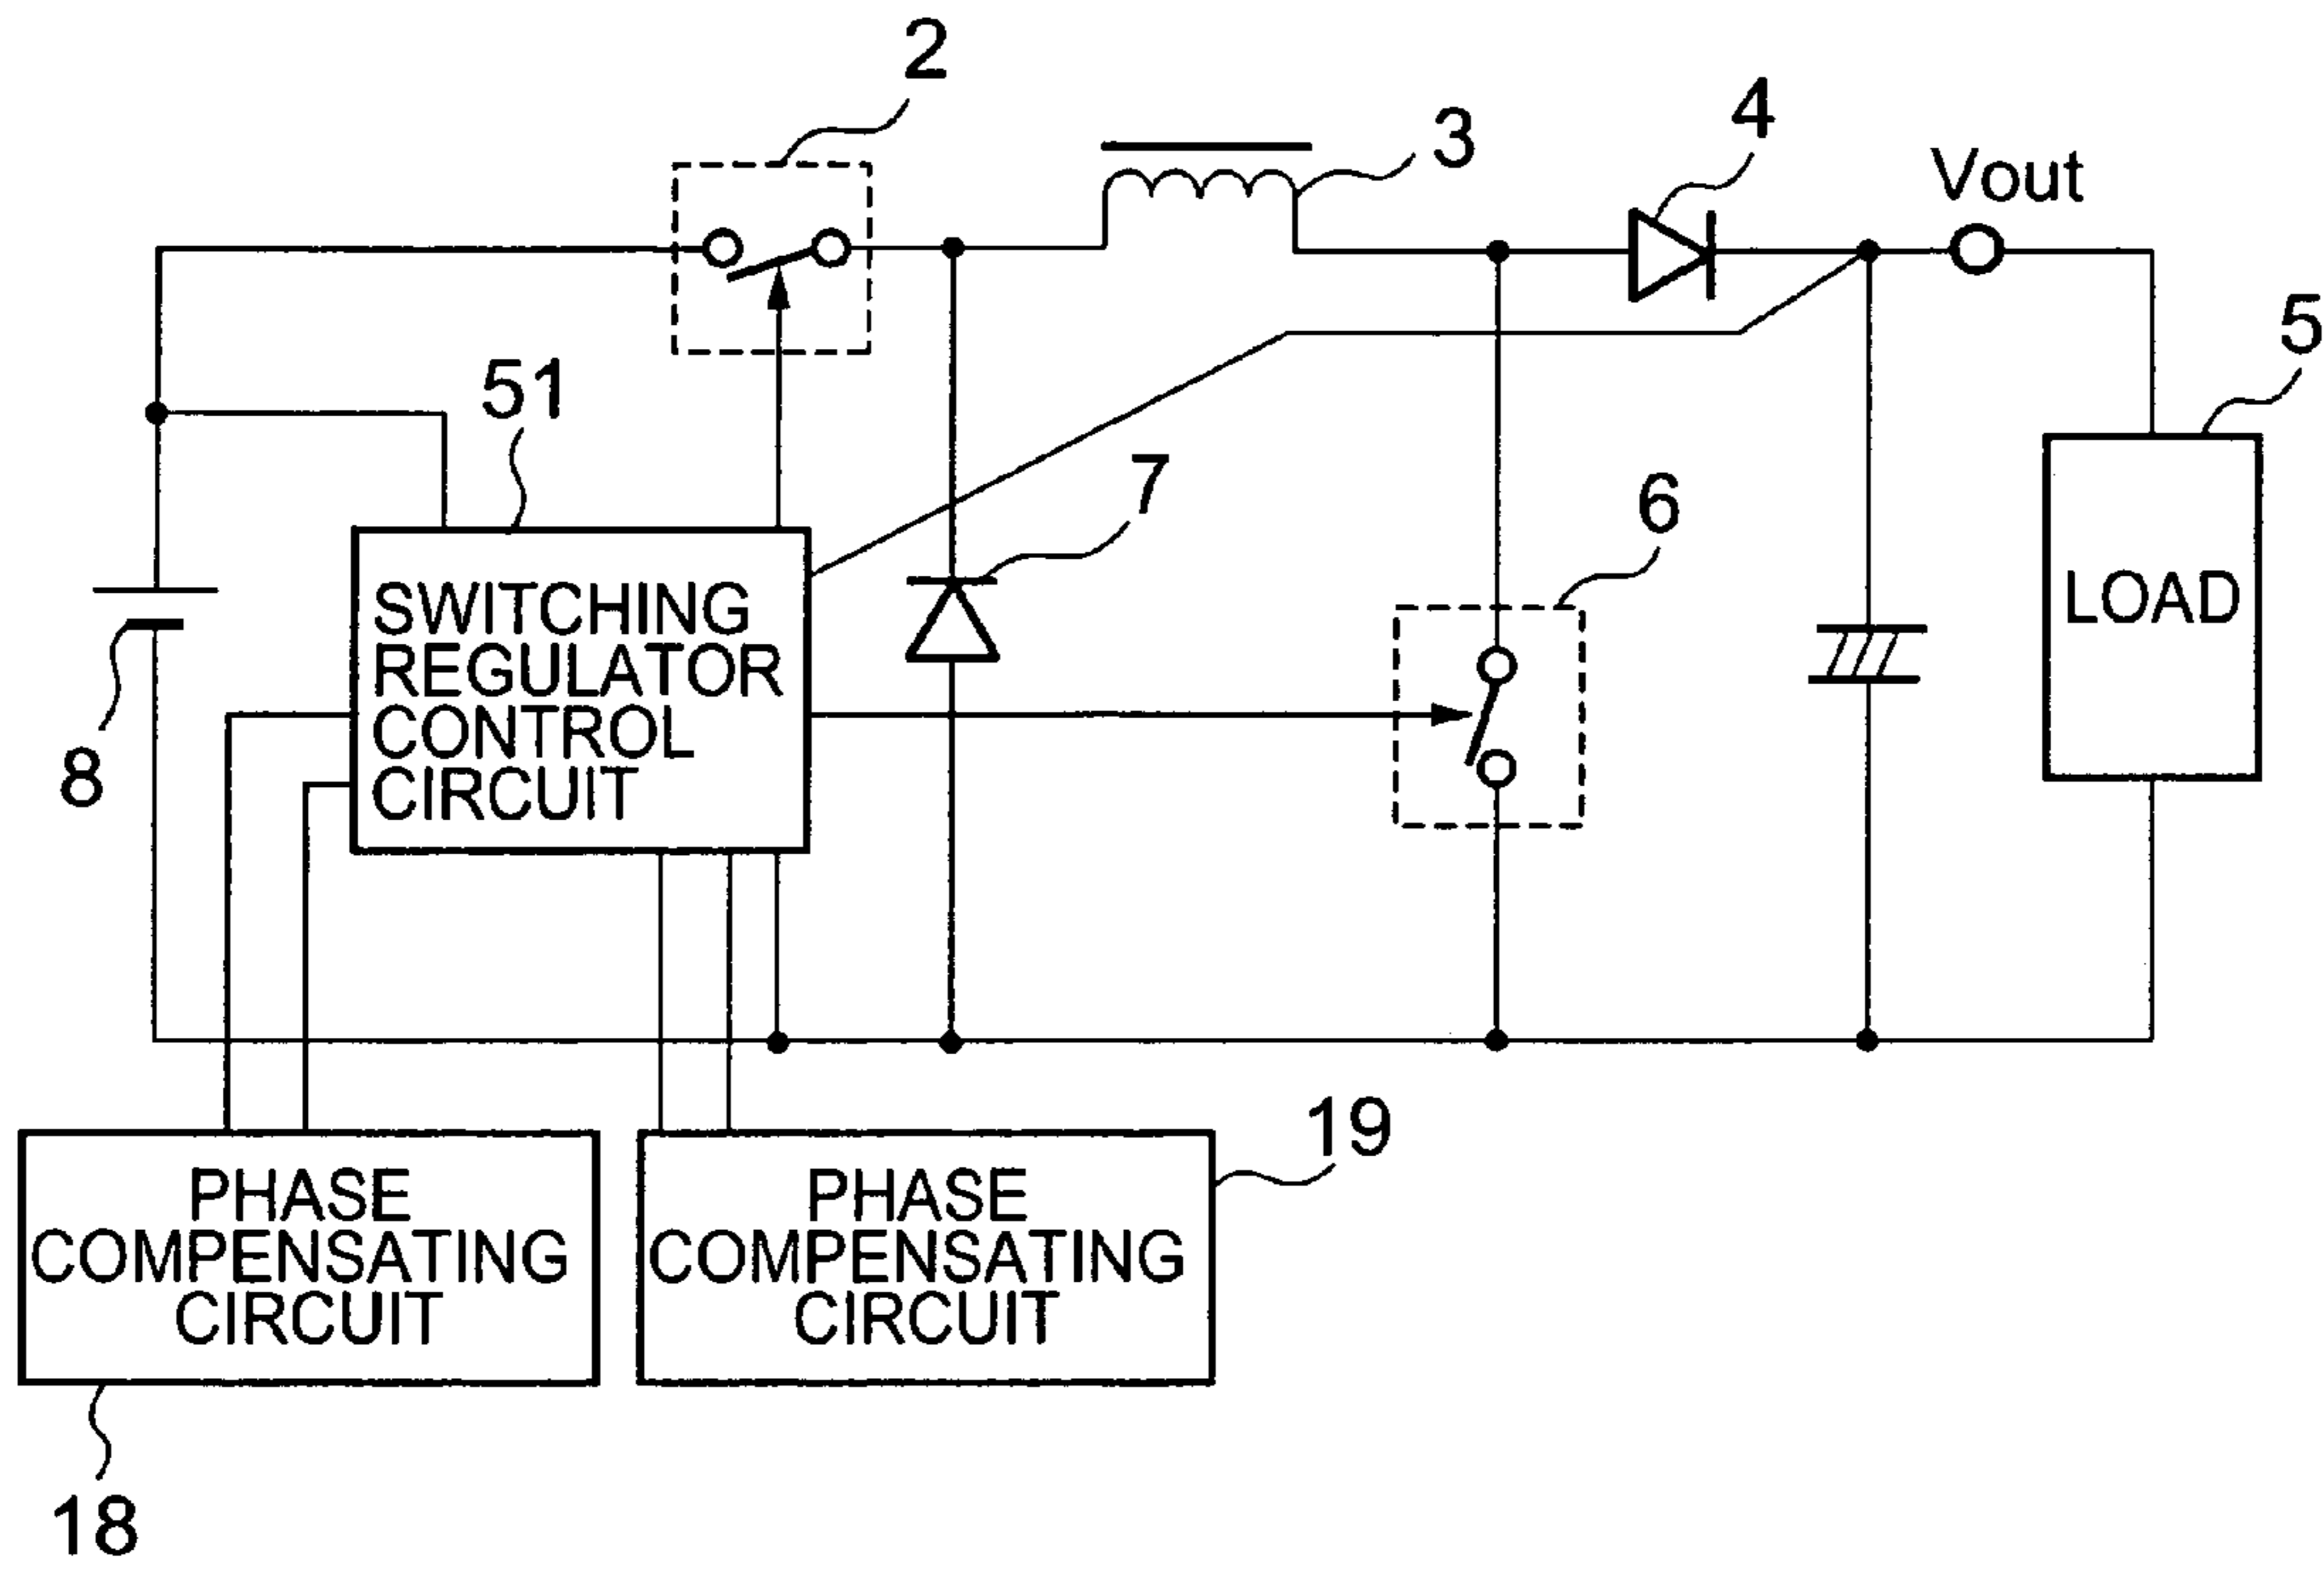 2
3
4
Vout
5
51
7
6
SWITCHING
REGULATOR
CONTROL
CIRCUIT
LOAD
8
19
PHASE
COMPENSATING
CIRCUIT
PHASE
COMPENSATING
CIRCUIT
18